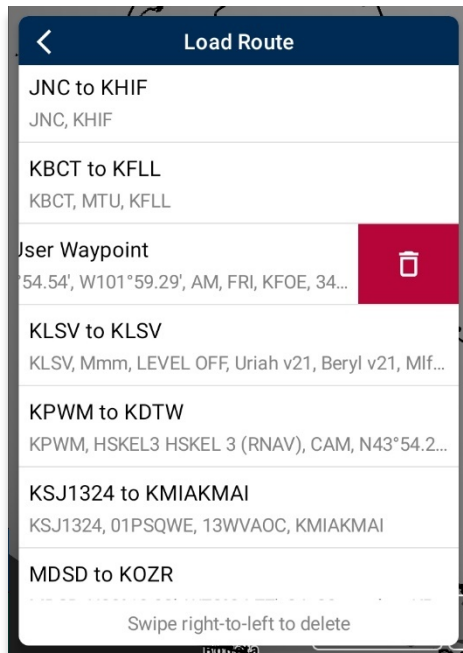 Load Route
JNC to KHIF
JNC, KHIF
KBCT to KFLL
KBCT, MTU, KFLL
User Waypoint
°54.54', W101°59.29', AM, FRI, KFOE, 34...
KLSV to KLSV
KLSV, Mmm, LEVEL OFF, Uriah v21, Beryl v21, Mlf...
KPWM to KDTW
KPWM, HSKEL3 HSKEL 3 (RNAV), CAM, N43°54.2...
KSJ1324 to KMIAKMAI
KSJ1324, 01PSQWE, 13WVAOC, KMIAKMAI
MDSD to KOZR
Swipe right-to-left to delete